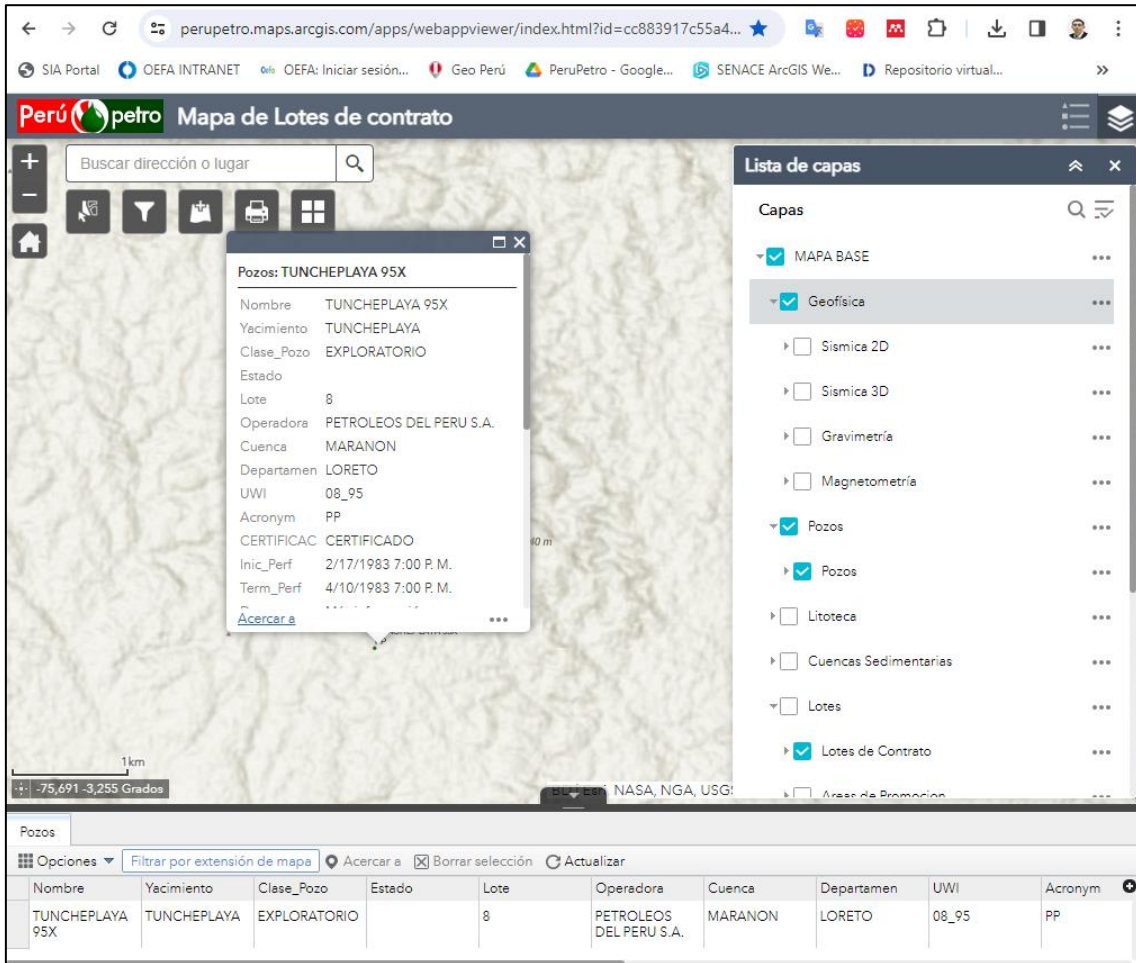 perupetro.maps.arcgis.com/apps/webappviewer/index.html?id=cc883917c55a4...
SIA Portal OEFA INTRANET OEFA: Iniciar sesión... Geo Perú PeruPetro - Google... SENACE ArcGIS We... Repositorio virtual... »
Perú petro Mapa de Lotes de contrato
Buscar dirección o lugar
Pozos: TUNCHEPLAYA 95X
Nombre TUNCHEPLAYA 95X
Yacimiento TUNCHEPLAYA
Clase_Pozo EXPLORATORIO
Estado
Lote 8
Operadora PETROLEOS DEL PERU S.A.
Cuenca MARANON
Departamen LORETO
UWI 08_95
Acronym PP
CERTIFICAC CERTIFICADO
Inic_Perf 2/17/1983 7:00 P. M.
Term_Perf 4/10/1983 7:00 P. M.
Acercar a
Lista de capas
Capas
MAPA BASE
Geofísica
Sismica 2D
Sismica 3D
Gravimetría
Magnetometría
Pozos
Pozos
Litoteca
Cuencas Sedimentarias
Lotes
Lotes de Contrato
Areas de Promocion
1km
-75,691 -3,255 Grados
Esri, NASA, NGA, USGS
Pozos
Opciones Filtrar por extensión de mapa Acercar a Borrar selección Actualizar
Nombre Yacimiento Clase_Pozo Estado Lote Operadora Cuenca Departamen UWI Acronym
TUNCHEPLAYA 95X TUNCHEPLAYA EXPLORATORIO 8 PETROLEOS DEL PERU S.A. MARANON LORETO 08_95 PP